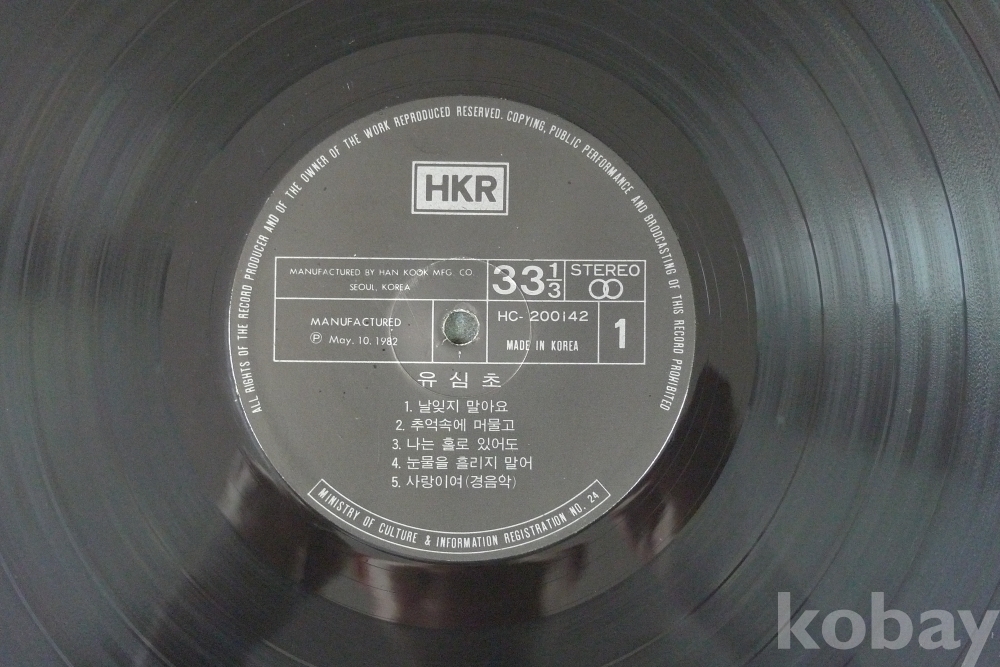 ALL RIGHTS OF THE RECORD PRODUCER AND OF THE OWNER OF THE WORK REPRODUCED RESERVED. COPYING, PUBLIC PERFORMANCE AND BRODCASTING OF THIS RECORD PROHIBITED
HKR
MANUFACTURED BY HAN KOOK MFG. CO.
SEOUL, KOREA
33 1/3
STEREO
MANUFACTURED
Ⓟ May. 10. 1982
HC- 200142
MADE IN KOREA
1
유 심 초
1. 날잊지 말아요
2. 추억속에 머물고
3. 나는 홀로 있어도
4. 눈물을 흘리지 말어
5. 사랑이여(경음악)
MINISTRY OF CULTURE & INFORMATION REGISTRATION NO. 24
kobay